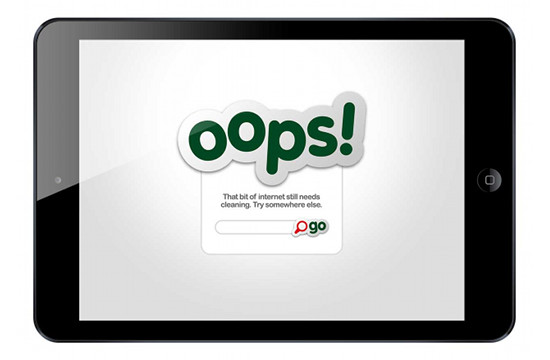 oops!
That bit of internet still needs
cleaning. Try somewhere else.
go